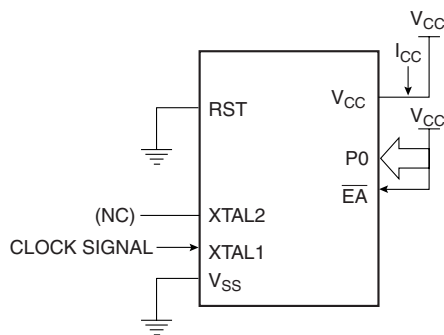 VCC
ICC
VCC
VCC
RST
P0
EA
(NC)
XTAL2
CLOCK SIGNAL
XTAL1
VSS